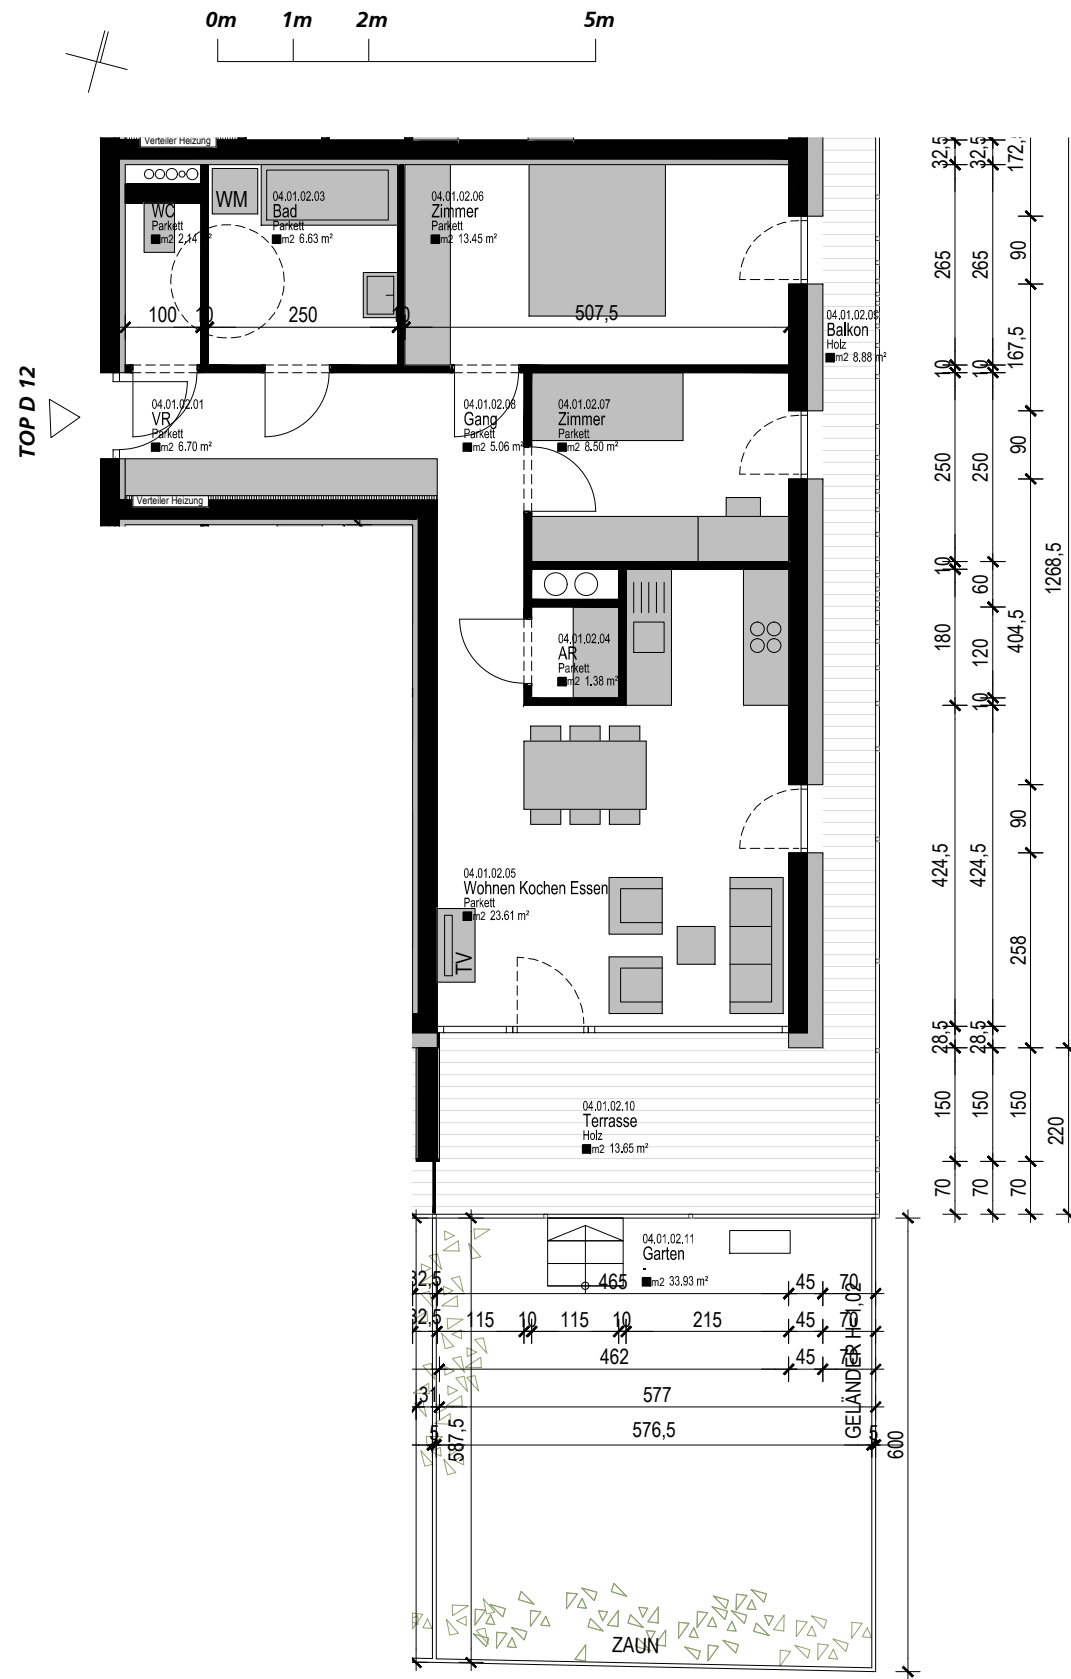 0m 1m 2m 5m
Verteiler Heizung
WC
Parkett
m2 2.14 m²
WM
04.01.02.03
Bad
Parkett
m2 6.63 m²
04.01.02.06
Zimmer
Parkett
m2 13.45 m²
100 10 250 10 507,5
Balkon
Holz
m2 8.88 m²
TOP D 12
04.01.02.01
VR
Parkett
m2 6.70 m²
04.01.02.08
Gang
Parkett
m2 5.06 m²
04.01.02.07
Zimmer
Parkett
m2 8.50 m²
Verteiler Heizung
04.01.02.04
AR
Parkett
m2 1.38 m²
04.01.02.05
Wohnen Kochen Essen
Parkett
m2 23.61 m²
TV
04.01.02.10
Terrasse
Holz
m2 13.65 m²
04.01.02.11
Garten
-
m2 33.93 m²
32,5 265 10 250 10 180 424,5 28,5 150 70
32,5 265 10 250 10 60 120 10 424,5 28,5 150 70
172, 90 167,5 90 404,5 90 258 150 70
1268,5 220
32,5 465 45 70
32,5 115 10 115 10 215 45 70
462 45 70
31 577
5 576,5 5
587,5
GELÄNDER H=1,02
600
ZAUN